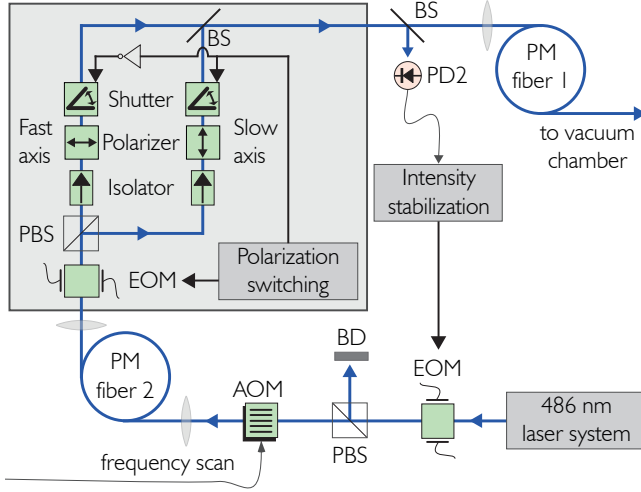 BS
BS
PM
fiber 1
PD2
Shutter
Fast
axis
Polarizer
Slow
axis
to vacuum
chamber
Isolator
Intensity
stabilization
PBS
EOM
Polarization
switching
BD
PM
fiber 2
AOM
EOM
486 nm
laser system
PBS
frequency scan